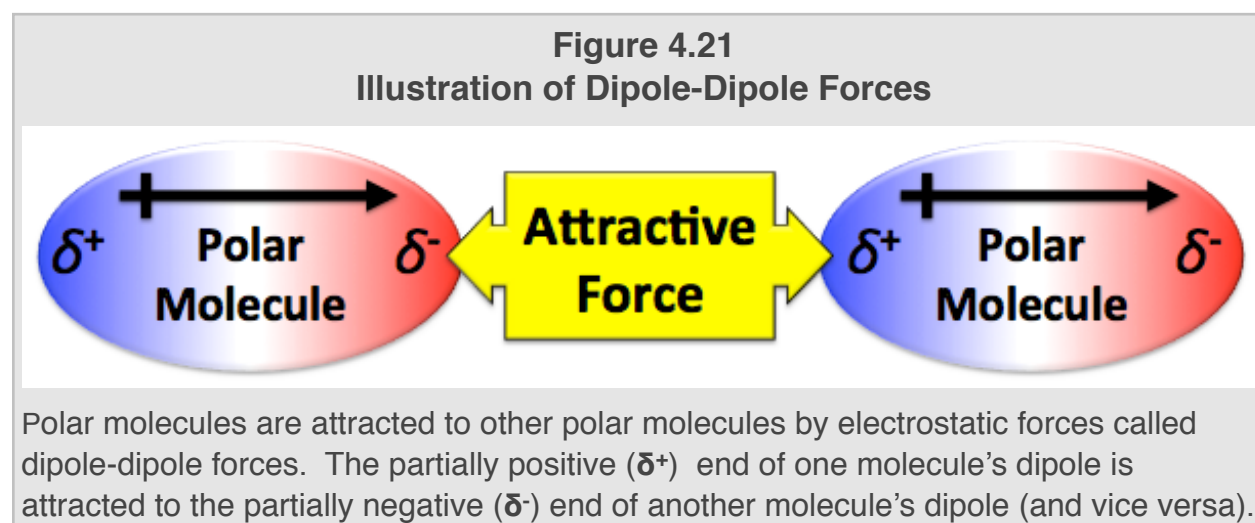 Figure 4.21
Illustration of Dipole-Dipole Forces
δ+ Polar Molecule δ-
Attractive Force
δ+ Polar Molecule δ-
Polar molecules are attracted to other polar molecules by electrostatic forces called
dipole-dipole forces.  The partially positive (δ+)  end of one molecule’s dipole is
attracted to the partially negative (δ-) end of another molecule’s dipole (and vice versa).